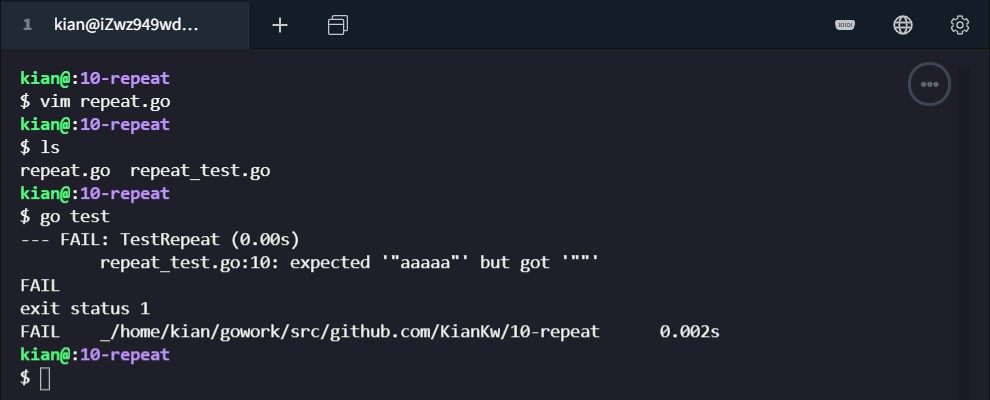 1 kian@iZwz949wd...
kian@:10-repeat
$ vim repeat.go
kian@:10-repeat
$ ls
repeat.go  repeat_test.go
kian@:10-repeat
$ go test
--- FAIL: TestRepeat (0.00s)
        repeat_test.go:10: expected '"aaaaa"' but got '""'
FAIL
exit status 1
FAIL    _/home/kian/gowork/src/github.com/KianKw/10-repeat      0.002s
kian@:10-repeat
$